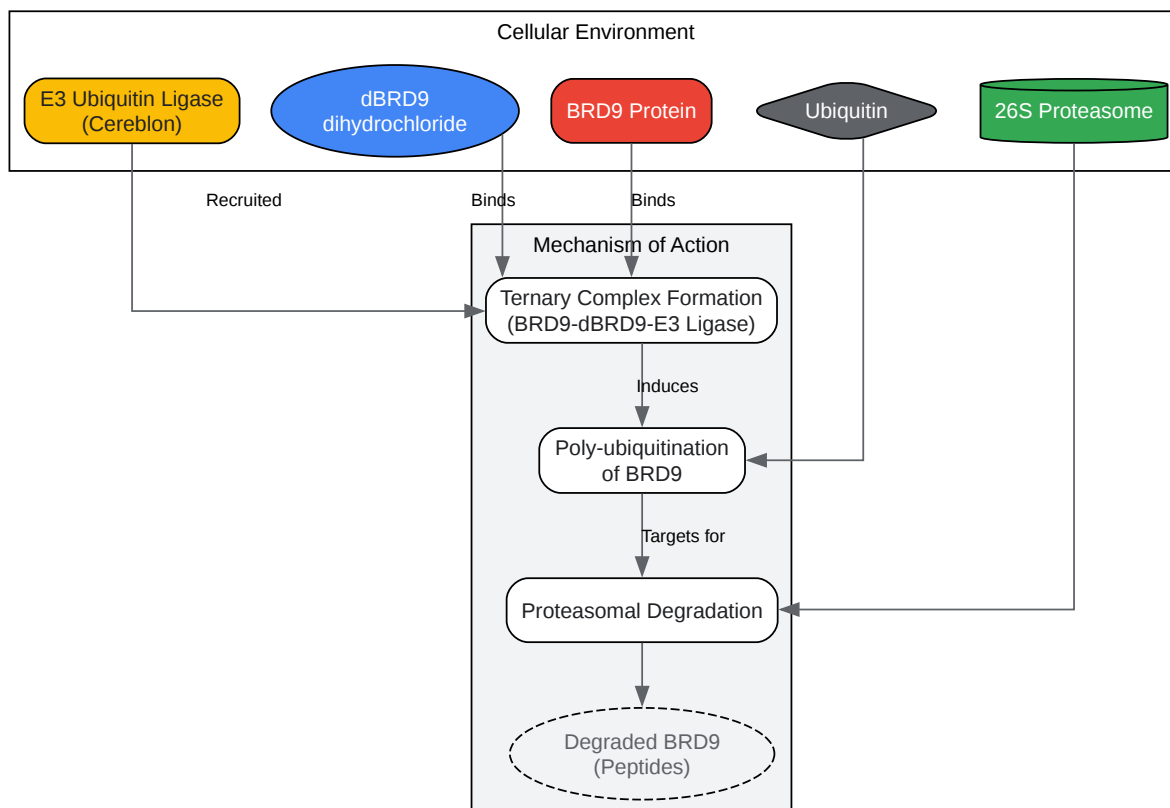 Cellular Environment
E3 Ubiquitin Ligase
(Cereblon)
dBRD9
dihydrochloride
BRD9 Protein
Ubiquitin
26S Proteasome
Recruited
Binds
Binds
Mechanism of Action
Ternary Complex Formation
(BRD9-dBRD9-E3 Ligase)
Induces
Poly-ubiquitination
of BRD9
Targets for
Proteasomal Degradation
Degraded BRD9
(Peptides)